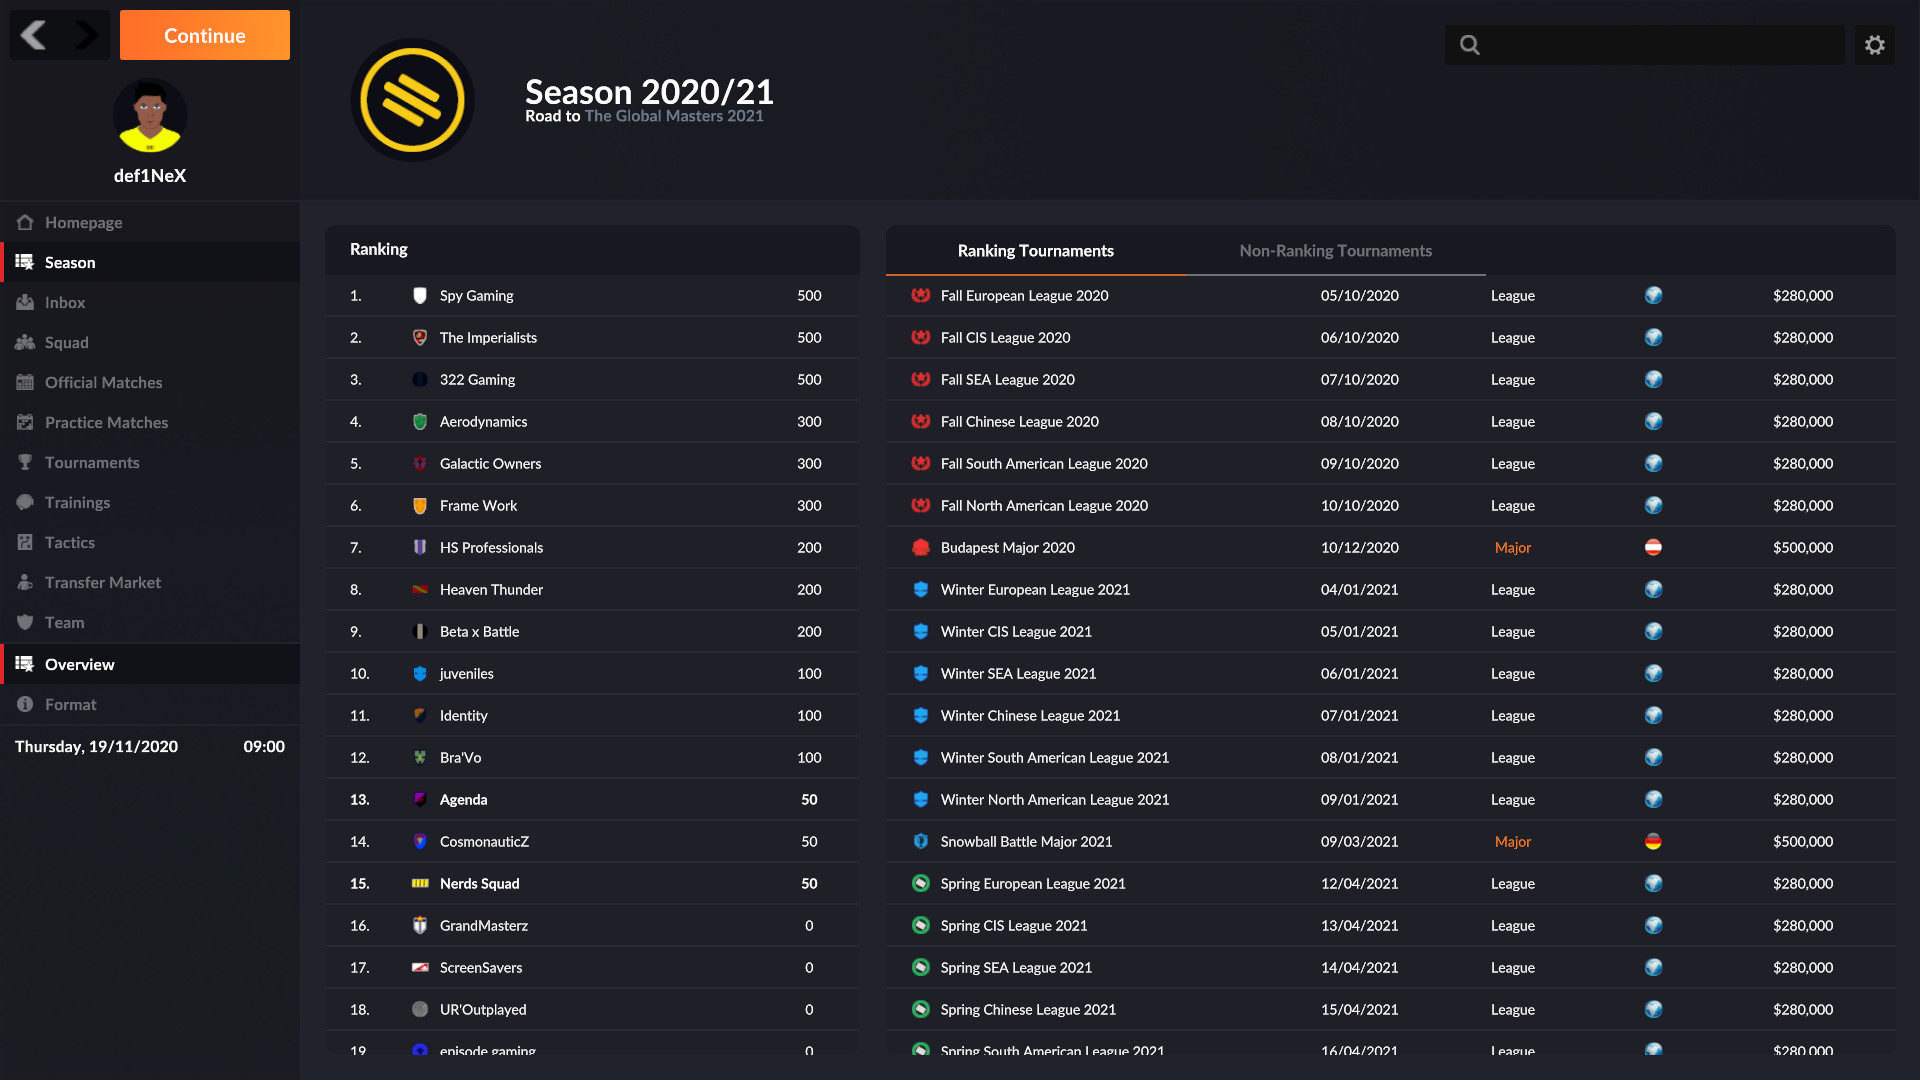 Continue
def1NeX
Homepage
Season
Inbox
Squad
Official Matches
Practice Matches
Tournaments
Trainings
Tactics
Transfer Market
Team
Overview
Format
Thursday, 19/11/2020 09:00
Season 2020/21
Road to The Global Masters 2021
Ranking
1. Spy Gaming 500
2. The Imperialists 500
3. 322 Gaming 500
4. Aerodynamics 300
5. Galactic Owners 300
6. Frame Work 300
7. HS Professionals 200
8. Heaven Thunder 200
9. Beta x Battle 200
10. juveniles 100
11. Identity 100
12. Bra'Vo 100
13. Agenda 50
14. CosmonauticZ 50
15. Nerds Squad 50
16. GrandMasterz 0
17. ScreenSavers 0
18. UR'Outplayed 0
19 episode gaming 0
Ranking Tournaments Non-Ranking Tournaments
Fall European League 2020 05/10/2020 League $280,000
Fall CIS League 2020 06/10/2020 League $280,000
Fall SEA League 2020 07/10/2020 League $280,000
Fall Chinese League 2020 08/10/2020 League $280,000
Fall South American League 2020 09/10/2020 League $280,000
Fall North American League 2020 10/10/2020 League $280,000
Budapest Major 2020 10/12/2020 Major $500,000
Winter European League 2021 04/01/2021 League $280,000
Winter CIS League 2021 05/01/2021 League $280,000
Winter SEA League 2021 06/01/2021 League $280,000
Winter Chinese League 2021 07/01/2021 League $280,000
Winter South American League 2021 08/01/2021 League $280,000
Winter North American League 2021 09/01/2021 League $280,000
Snowball Battle Major 2021 09/03/2021 Major $500,000
Spring European League 2021 12/04/2021 League $280,000
Spring CIS League 2021 13/04/2021 League $280,000
Spring SEA League 2021 14/04/2021 League $280,000
Spring Chinese League 2021 15/04/2021 League $280,000
Spring South American League 2021 16/04/2021 League $280,000